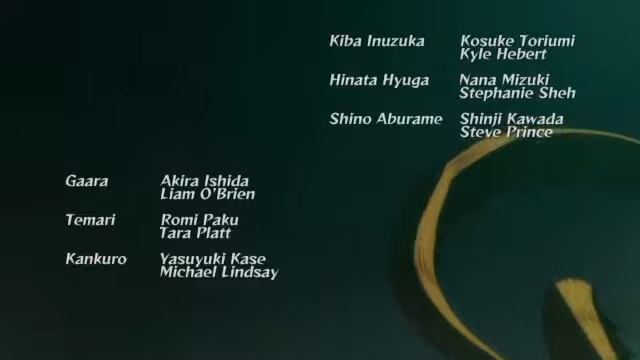 Kiba Inuzuka Kosuke Toriumi
Kyle Hebert
Hinata Hyuga Nana Mizuki
Stephanie Sheh
Shino Aburame Shinji Kawada
Steve Prince
Gaara Akira Ishida
Liam O'Brien
Temari Romi Paku
Tara Platt
Kankuro Yasuyuki Kase
Michael Lindsay